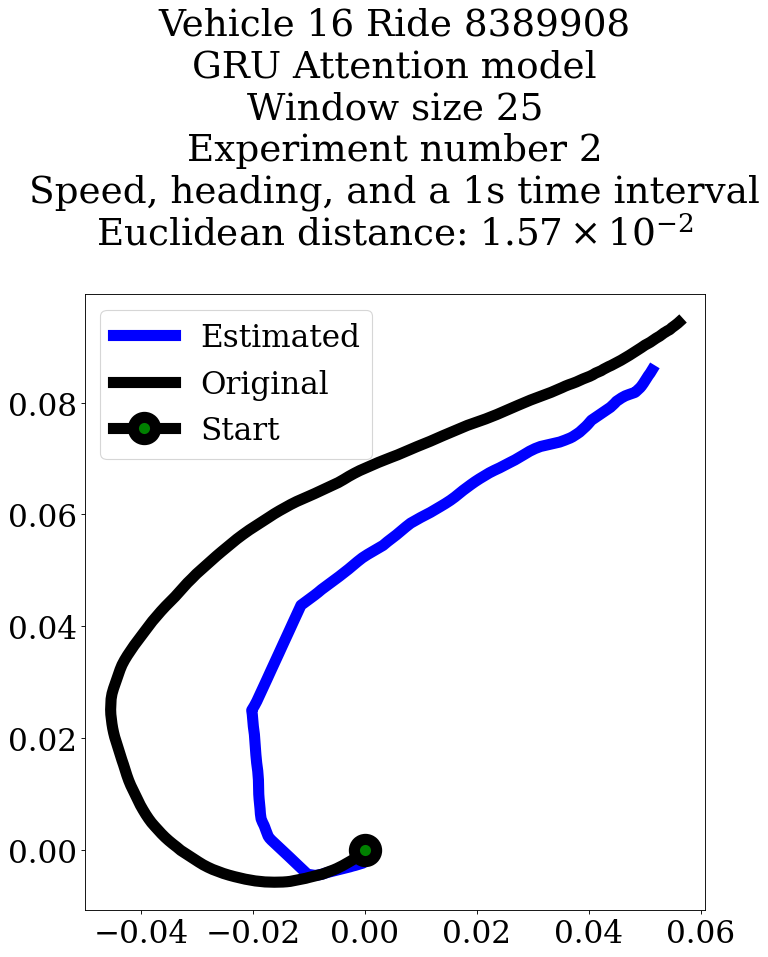 Vehicle 16 Ride 8389908
GRU Attention model
Window size 25
Experiment number 2
Speed, heading, and a 1s time interval
Euclidean distance: 1.57 × 10⁻²
Estimated
Original
Start
0.08
0.06
0.04
0.02
0.00
−0.04 −0.02 0.00 0.02 0.04 0.06